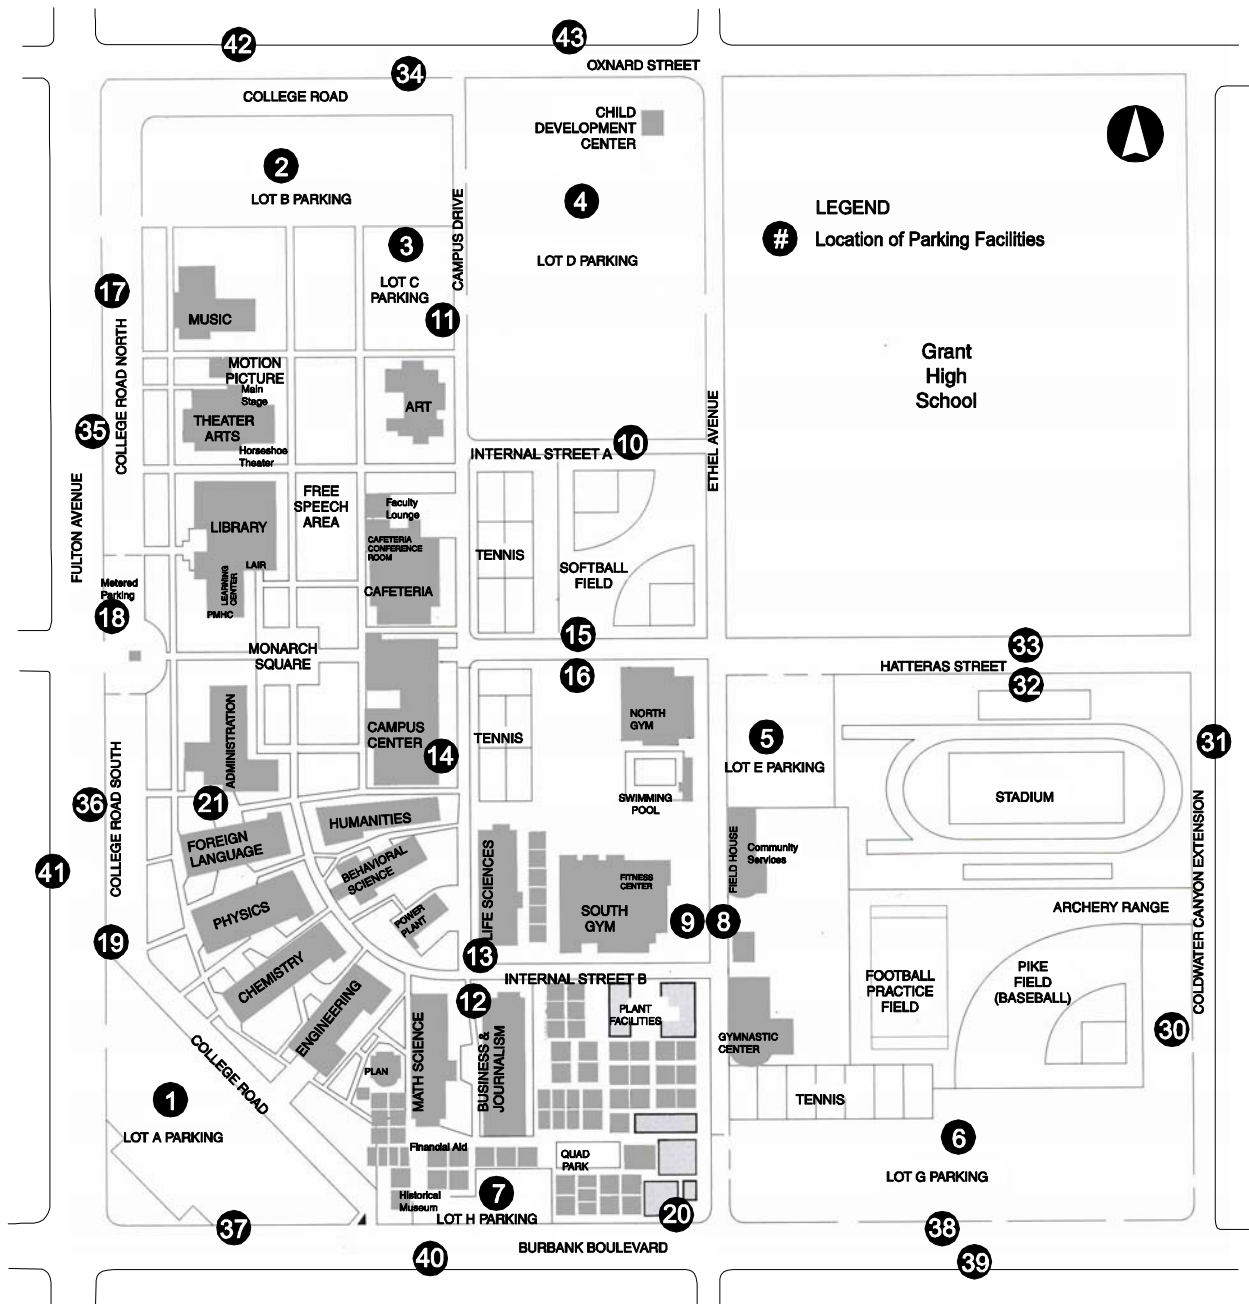 42
43
OXNARD STREET
34
COLLEGE ROAD
CHILD
DEVELOPMENT
CENTER
2
LOT B PARKING
4
CAMPUS DRIVE
LEGEND
#
Location of Parking Facilities
3
LOT C
PARKING
LOT D PARKING
17
11
MUSIC
COLLEGE ROAD NORTH
MOTION
PICTURE
Main
Stage
THEATER
ARTS
Horseshoe
Theater
ART
Grant
High
School
35
10
INTERNAL STREET A
ETHEL AVENUE
FULTON AVENUE
FREE
SPEECH
AREA
LIBRARY
LAIR
LEARNING
CENTER
PMHC
Faculty
Lounge
CAFETERIA
CONFERENCE
ROOM
CAFETERIA
TENNIS
SOFTBALL
FIELD
Metered
Parking
18
15
MONARCH
SQUARE
33
HATTERAS STREET
16
32
ADMINISTRATION
CAMPUS
CENTER
14
TENNIS
NORTH
GYM
5
LOT E PARKING
31
SWIMMING
POOL
STADIUM
COLLEGE ROAD SOUTH
36
21
HUMANITIES
FOREIGN
LANGUAGE
BEHAVIORAL
SCIENCE
LIFE SCIENCES
FITNESS
CENTER
SOUTH
GYM
FIELD HOUSE
Community
Services
COLDWATER CANYON EXTENSION
41
PHYSICS
POWER
PLANT
9
8
ARCHERY RANGE
19
13
INTERNAL STREET B
CHEMISTRY
ENGINEERING
12
PLANT
FACILITIES
FOOTBALL
PRACTICE
FIELD
PIKE
FIELD
(BASEBALL)
30
GYMNASTIC
CENTER
COLLEGE ROAD
PLAN
MATH SCIENCE
BUSINESS &
JOURNALISM
1
LOT A PARKING
TENNIS
6
LOT G PARKING
Financial Aid
QUAD
PARK
Historical
Museum
7
LOT H PARKING
20
37
38
40
BURBANK BOULEVARD
39